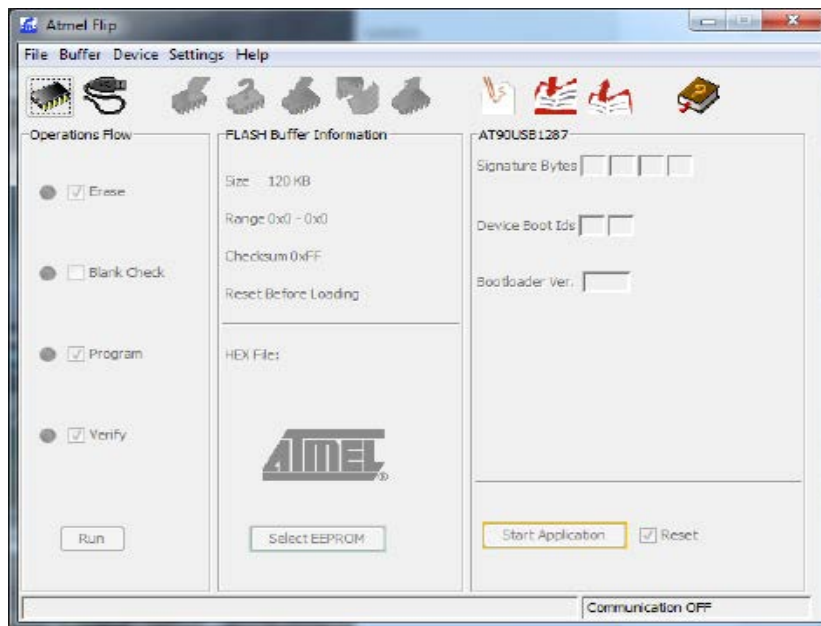 Atmel Flip
File Buffer Device Settings Help
Operations Flow
Erase
Blank Check
Program
Verify
Run
FLASH Buffer Information
Size 120 KB
Range 0x0 - 0x0
Checksum 0xFF
Reset Before Loading
HEX File:
ATMEL
®
Select EEPROM
AT90USB1287
Signature Bytes
Device Boot Ids
Bootloader Ver.
Start Application
Reset
Communication OFF